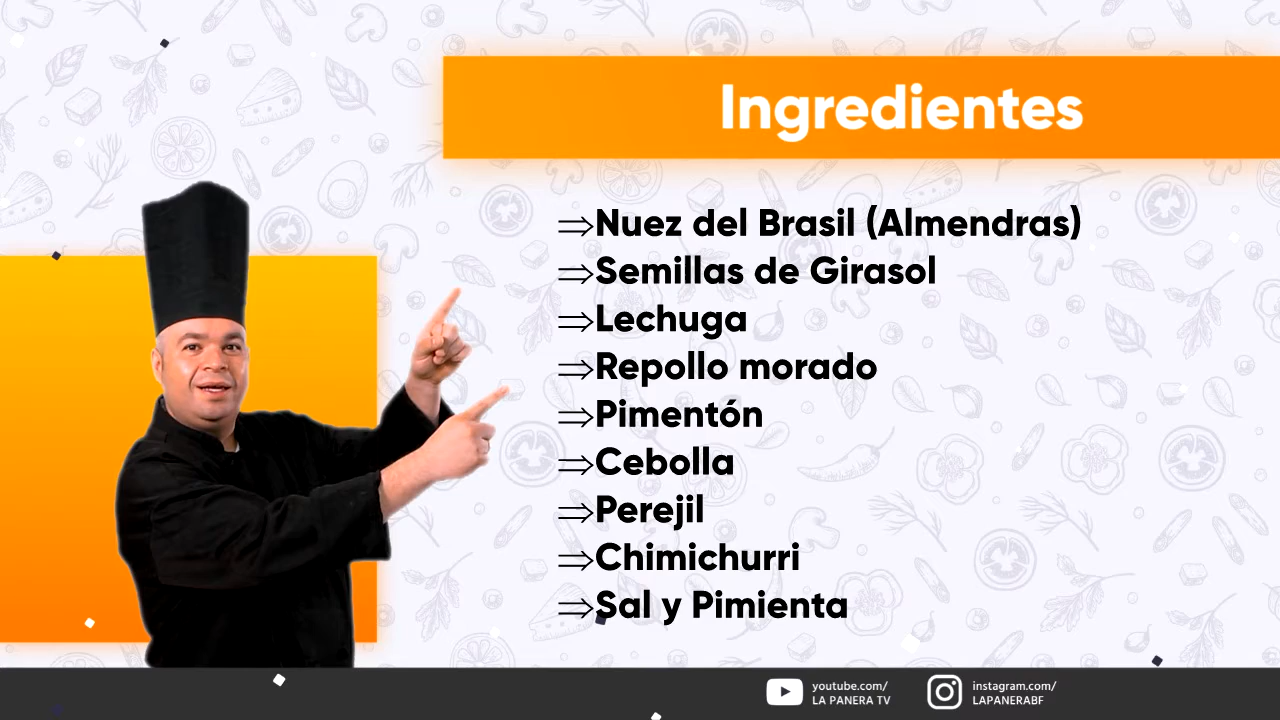 Ingredientes
⇒Nuez del Brasil (Almendras)
⇒Semillas de Girasol
⇒Lechuga
⇒Repollo morado
⇒Pimentón
⇒Cebolla
⇒Perejil
⇒Chimichurri
⇒Sal y Pimienta
youtube.com/
LA PANERA TV
instagram.com/
LAPANERABF